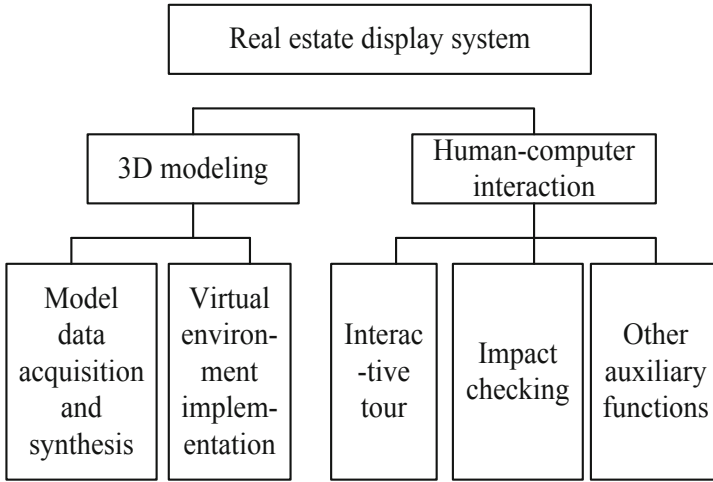 Real estate display system
3D modeling
Human-computer
interaction
Model
data
acquisition
and
synthesis
Virtual
environ-
ment
implem-
entation
Interac
-tive
tour
Impact
checking
Other
auxiliary
functions